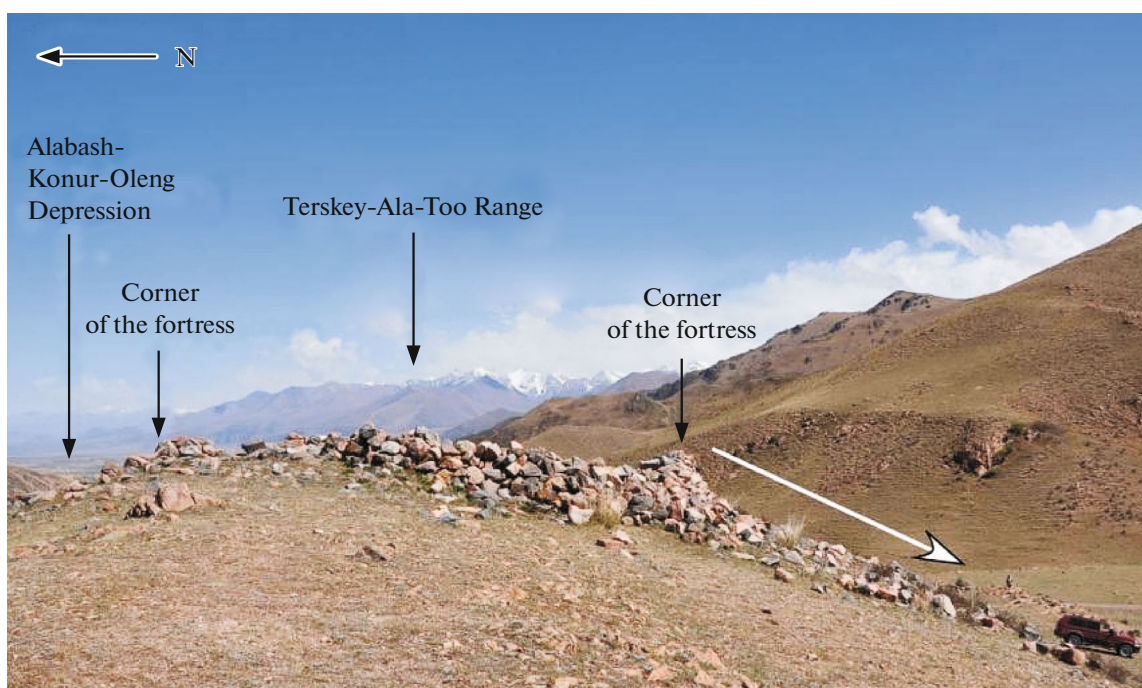 N
Alabash-
Konur-Oleng
Depression
Terskey-Ala-Too Range
Corner
of the fortress
Corner
of the fortress